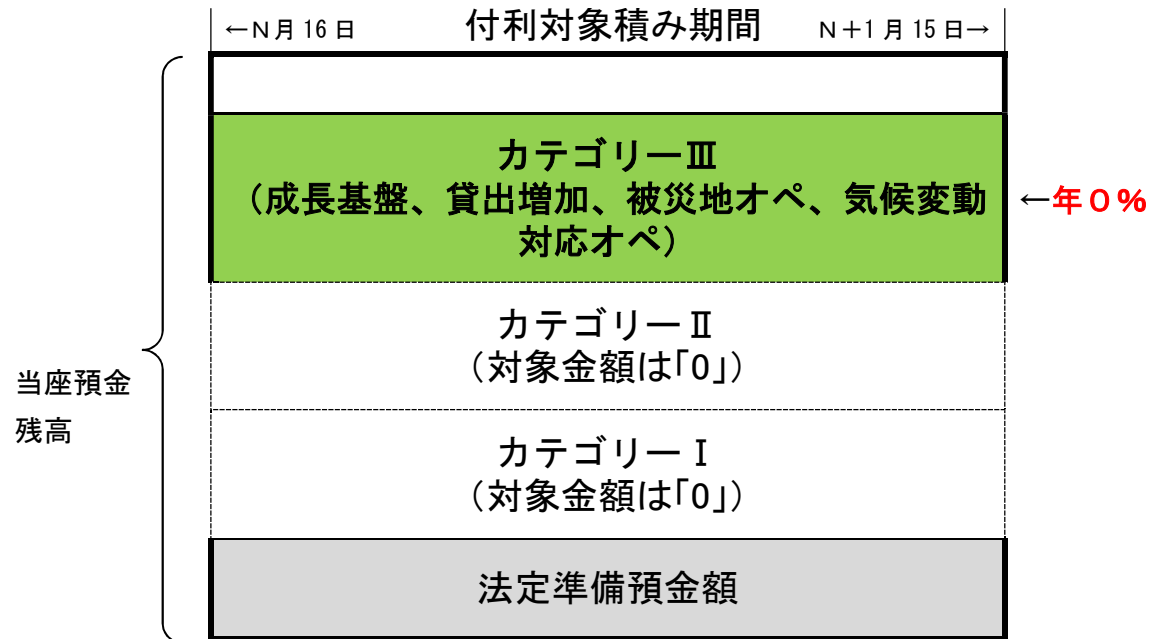 ←N月16日 付利対象積み期間 N+1月15日→
カテゴリーⅢ
(成長基盤、貸出増加、被災地オペ、気候変動
対応オペ)
←年0%
カテゴリーⅡ
(対象金額は「0」)
当座預金
残高
カテゴリーⅠ
(対象金額は「0」)
法定準備預金額